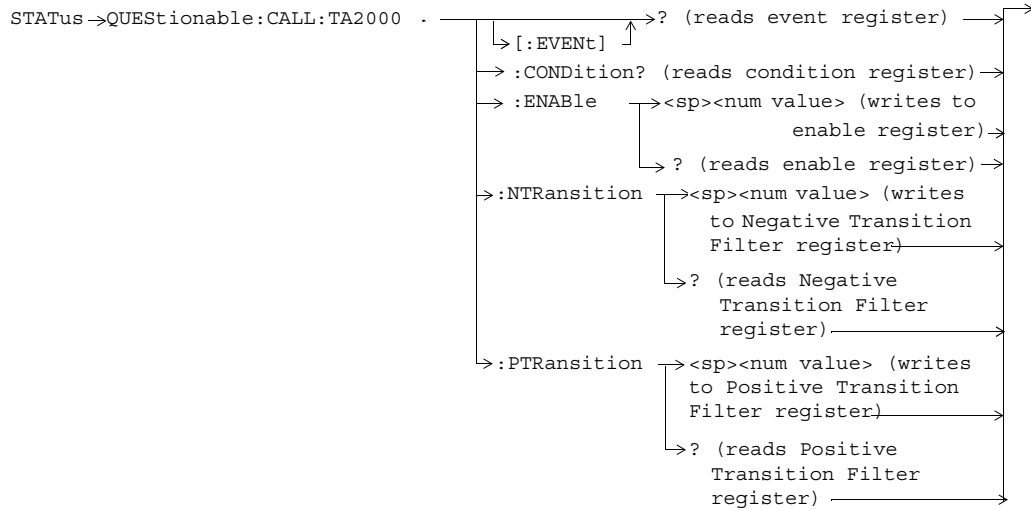 STATus QUEStionable:CALL:TA2000 . ? (reads event register)
[:EVENt]
:CONDition? (reads condition register)
:ENABle <sp><num value> (writes to
enable register)
? (reads enable register)
:NTRansition <sp><num value> (writes
to Negative Transition
Filter register)
? (reads Negative
Transition Filter
register)
:PTRansition <sp><num value> (writes
to Positive Transition
Filter register)
? (reads Positive
Transition Filter
register)